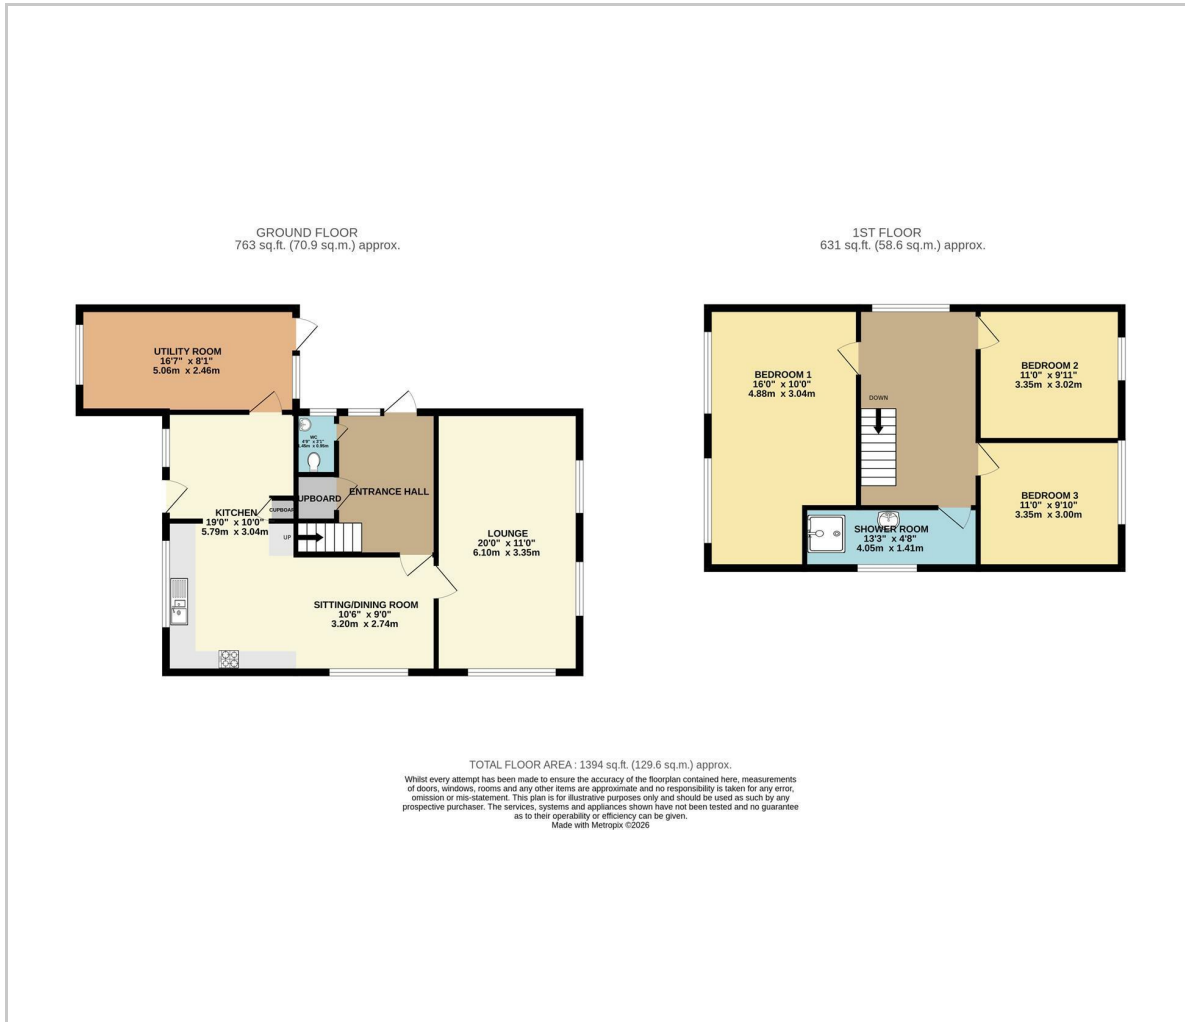 GROUND FLOOR
763 sq.ft. (70.9 sq.m.) approx.
UTILITY ROOM
16'7" x 8'1"
5.06m x 2.46m
WC
KITCHEN
19'0" x 10'0"
5.79m x 3.04m
CUPBOARD
UPBOARD
UP
ENTRANCE HALL
LOUNGE
20'0" x 11'0"
6.10m x 3.35m
SITTING/DINING ROOM
10'6" x 9'0"
3.20m x 2.74m
1ST FLOOR
631 sq.ft. (58.6 sq.m.) approx.
BEDROOM 1
16'0" x 10'0"
4.88m x 3.04m
DOWN
BEDROOM 2
11'0" x 9'11"
3.35m x 3.02m
BEDROOM 3
11'0" x 9'10"
3.35m x 3.00m
SHOWER ROOM
13'3" x 4'8"
4.05m x 1.41m
TOTAL FLOOR AREA : 1394 sq.ft. (129.6 sq.m.) approx.
Whilst every attempt has been made to ensure the accuracy of the floorplan contained here, measurements
of doors, windows, rooms and any other items are approximate and no responsibility is taken for any error,
omission or mis-statement. This plan is for illustrative purposes only and should be used as such by any
prospective purchaser. The services, systems and appliances shown have not been tested and no guarantee
as to their operability or efficiency can be given.
Made with Metropix ©2026